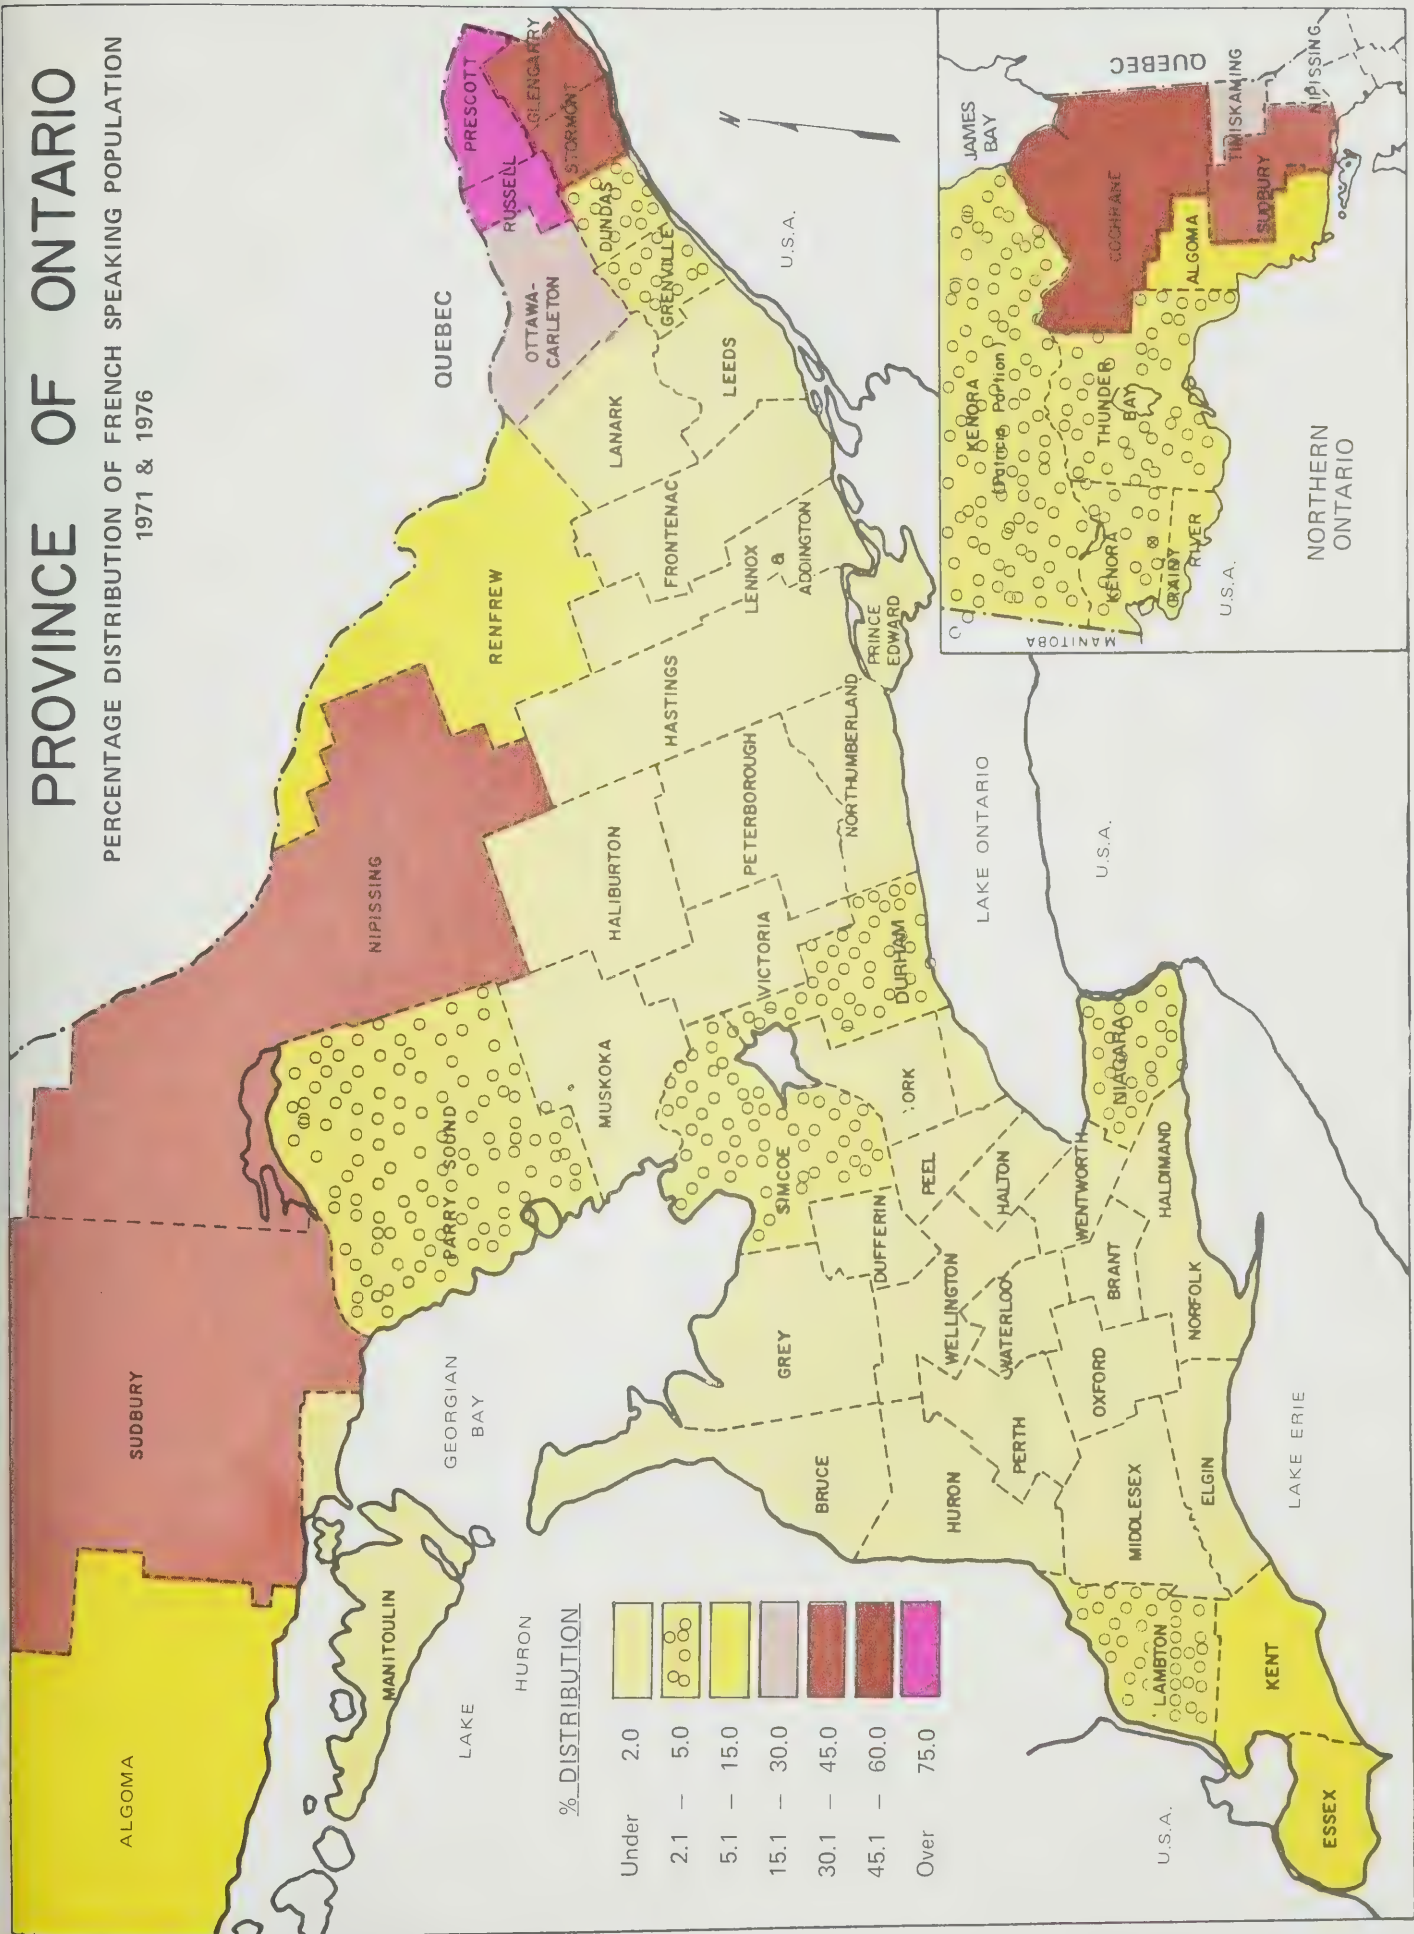 PROVINCE OF ONTARIO
PERCENTAGE DISTRIBUTION OF FRENCH SPEAKING POPULATION
1971 & 1976
QUEBEC
PRESCOTT
RUSSELL
GLENGARRY
STORMONT
DUNDAS
GRENVILLE
OTTAWA-
CARLETON
LEEDS
LANARK
RENFREW
FRONTENAC
LENNOX
&
ADDINGTON
PRINCE
EDWARD
HASTINGS
NORTHUMBERLAND
PETERBOROUGH
HALIBURTON
VICTORIA
DURHAM
NIPISSING
MUSKOKA
PARRY SOUND
SIMCOE
ORK
PEEL
HALTON
DUFFERIN
WENTWORTH
NIAGARA
HALDIMAND
BRANT
NORFOLK
WELLINGTON
WATERLOO
GREY
BRUCE
HURON
PERTH
OXFORD
MIDDLESEX
ELGIN
LAMBTON
KENT
ESSEX
SUDBURY
ALGOMA
MANITOULIN
GEORGIAN
BAY
LAKE
HURON
LAKE ONTARIO
LAKE ERIE
U.S.A.
U.S.A.
U.S.A.
N
% DISTRIBUTION
Under 2.0
2.1 – 5.0
5.1 – 15.0
15.1 – 30.0
30.1 – 45.0
45.1 – 60.0
Over 75.0
JAMES
BAY
QUEBEC
KENORA
(Patricia Portion)
COCHRANE
TIMISKAMING
NIPISSING
SUDBURY
ALGOMA
THUNDER
BAY
KENORA
RAINY
RIVER
MANITOBA
U.S.A.
NORTHERN
ONTARIO